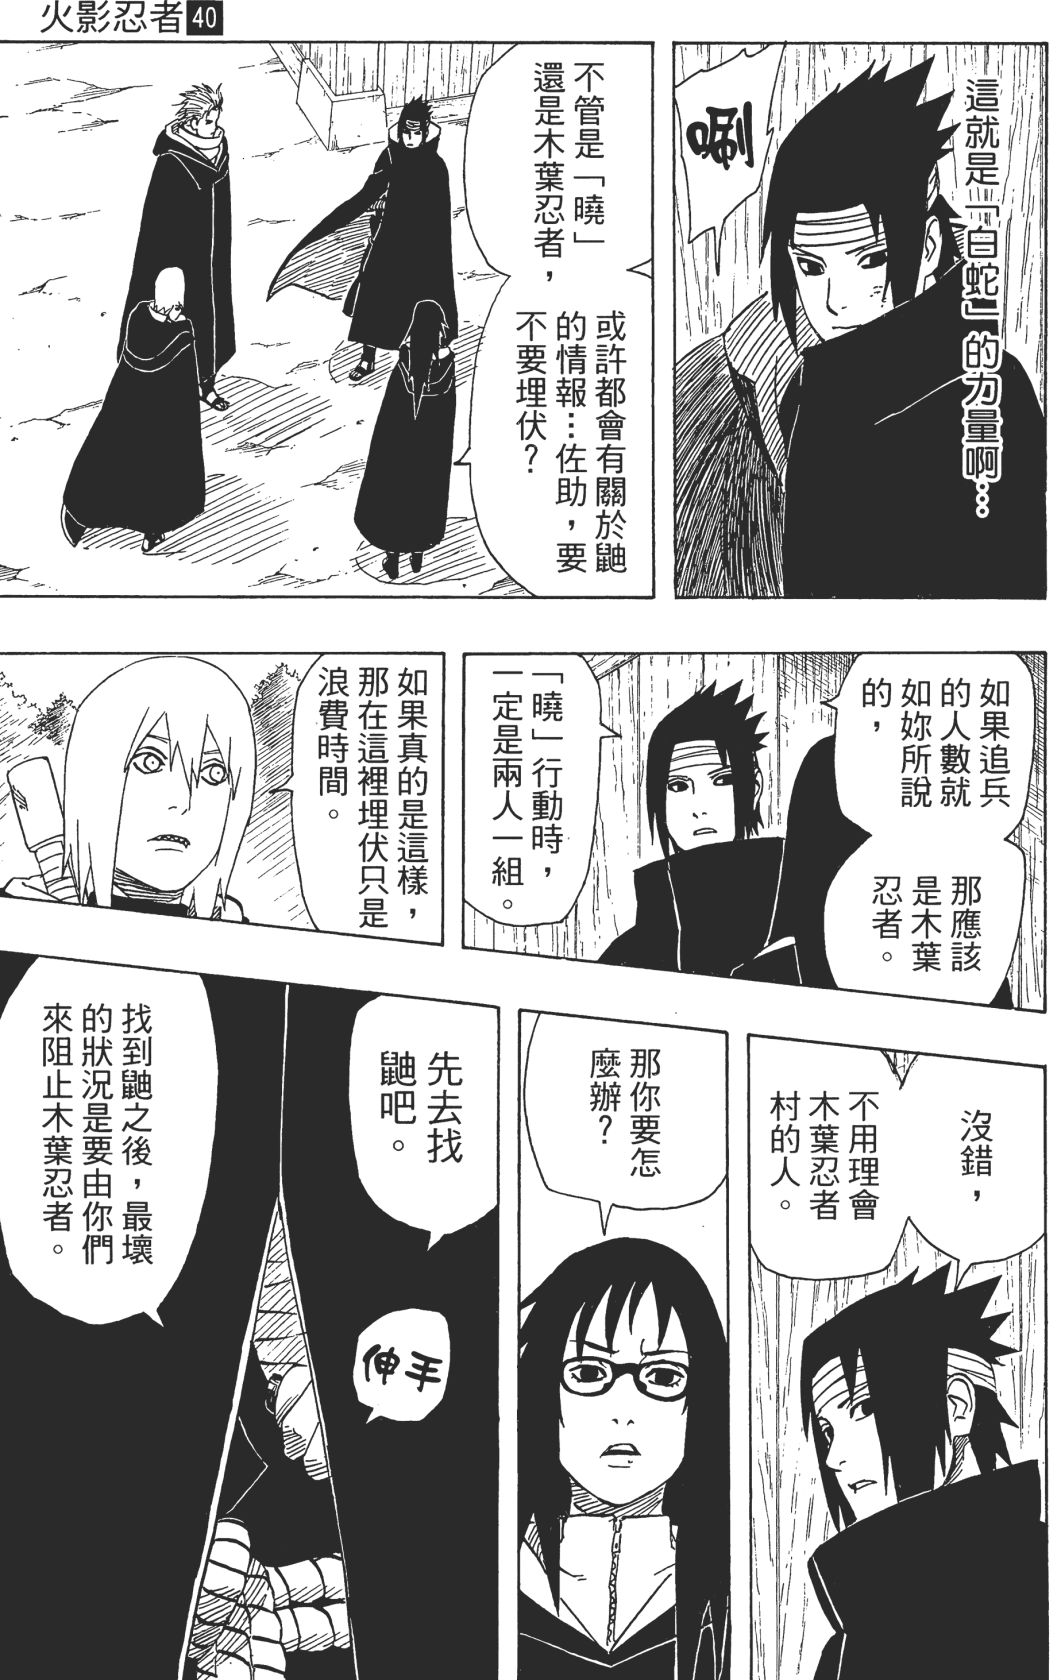 火影忍者40
唰
這就是「白蛇」的力量啊…
不管是「曉」
還是木葉忍者，
或許都會有關於鼬
的情報…佐助，要
不要埋伏？
如果追兵
的人數就
如妳所說
的，
那應該
是木葉
忍者。
「曉」行動時，
一定是兩人一組。
如果真的是這樣，
那在這裡埋伏只是
浪費時間。
沒錯，
不用理會
木葉忍者
村的人。
那你要怎
麼辦？
先去找
鼬吧。
伸手
找到鼬之後，最壞
的狀況是要由你們
來阻止木葉忍者。